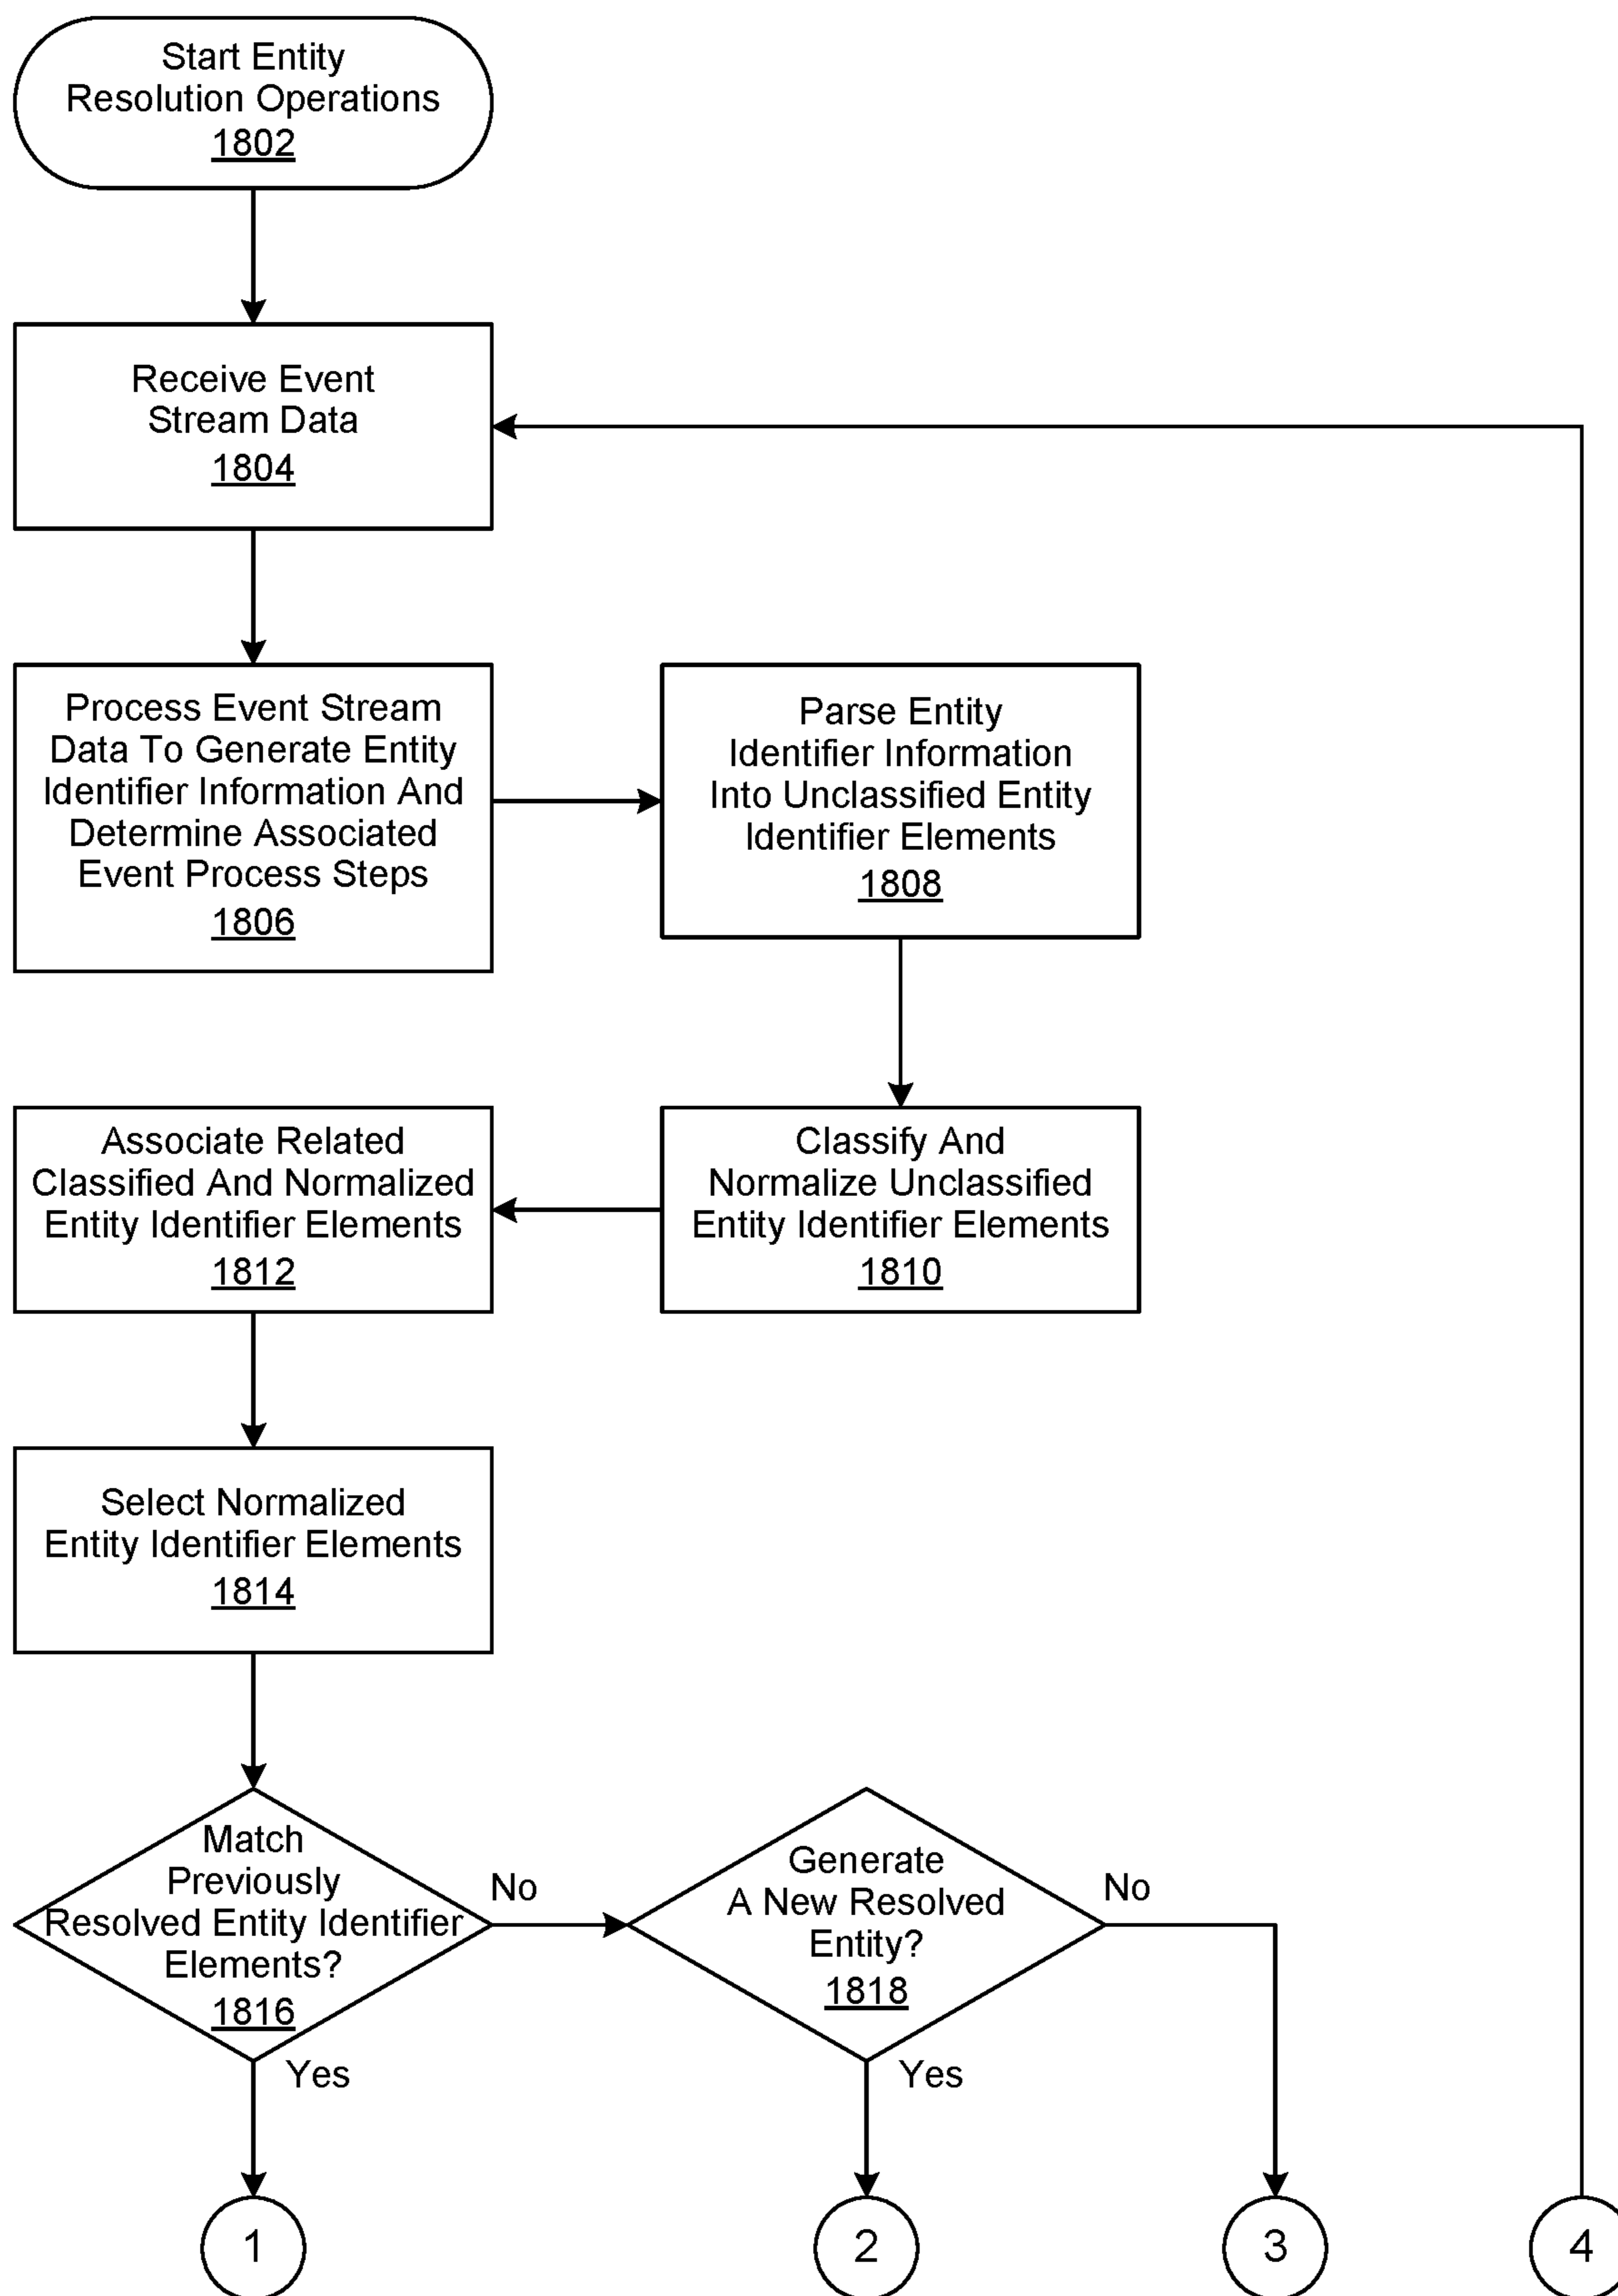 Start Entity
Resolution Operations
1802
Receive Event
Stream Data
1804
Process Event Stream
Data To Generate Entity
Identifier Information And
Determine Associated
Event Process Steps
1806
Parse Entity
Identifier Information
Into Unclassified Entity
Identifier Elements
1808
Associate Related
Classified And Normalized
Entity Identifier Elements
1812
Classify And
Normalize Unclassified
Entity Identifier Elements
1810
Select Normalized
Entity Identifier Elements
1814
Match
Previously
Resolved Entity Identifier
Elements?
1816
No
Generate
A New Resolved
Entity?
1818
No
Yes
Yes
1
2
3
4